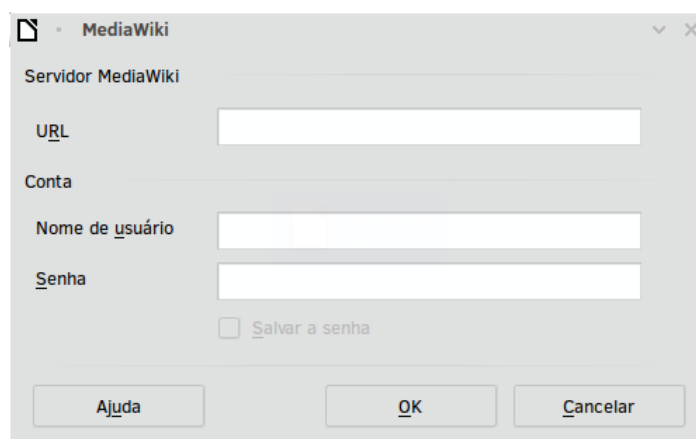 MediaWiki
Servidor MediaWiki
URL
Conta
Nome de usuário
Senha
Salvar a senha
Ajuda OK Cancelar